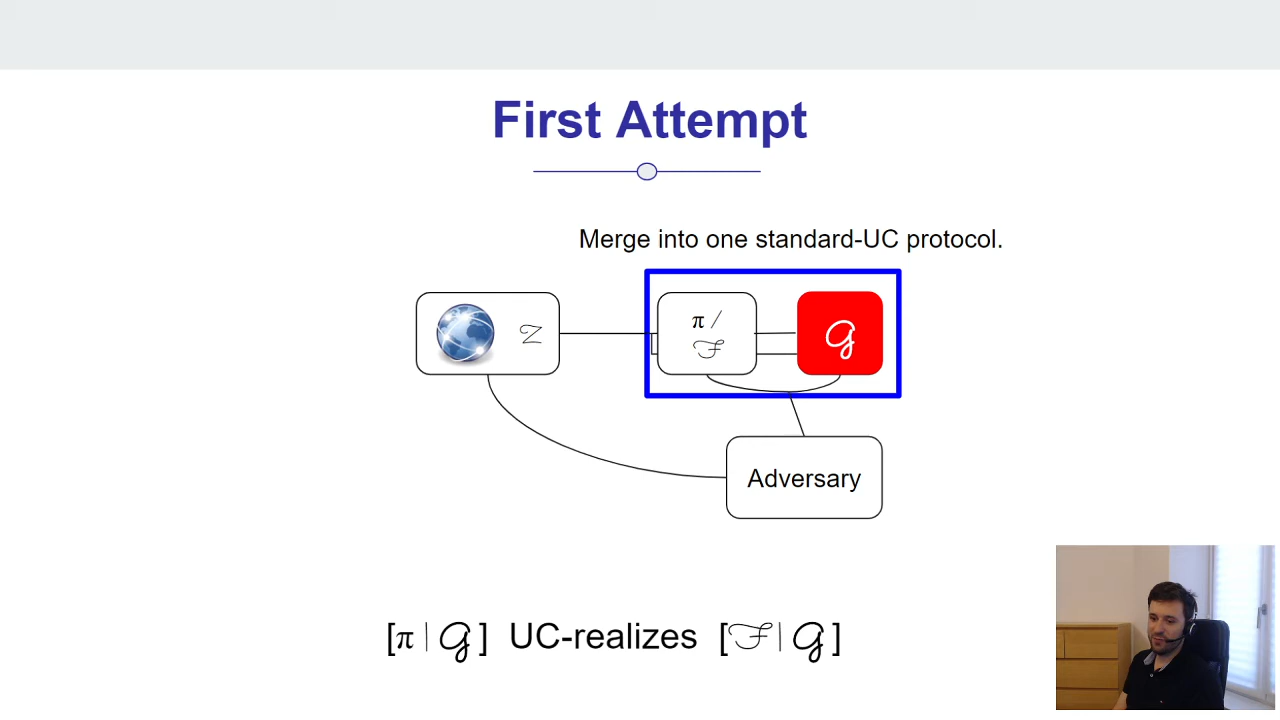 First Attempt
Merge into one standard-UC protocol.
𝒵
π /
ℱ
𝒢
Adversary
[π | 𝒢] UC-realizes [ℱ | 𝒢]